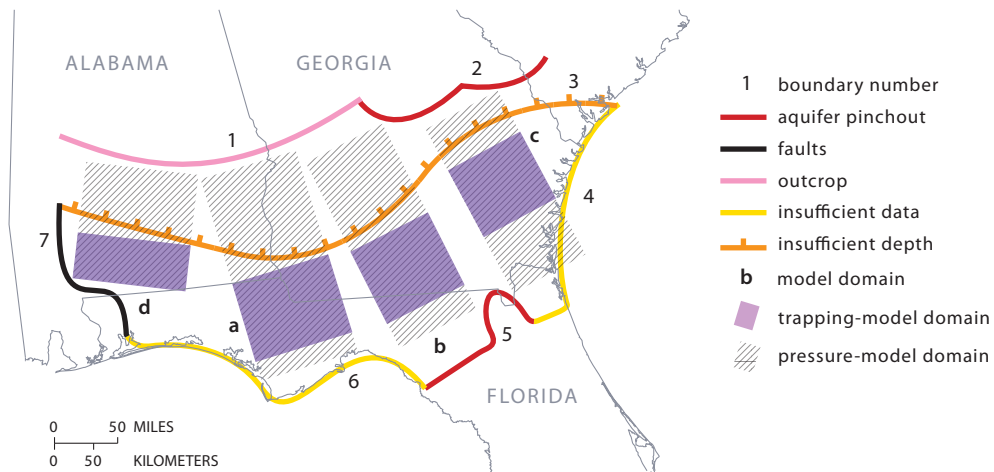 ALABAMA
GEORGIA
FLORIDA
1
2
3
4
5
6
7
a
b
c
d
0 50 MILES
0 50 KILOMETERS
1 boundary number
aquifer pinchout
faults
outcrop
insufficient data
insufficient depth
b model domain
trapping-model domain
pressure-model domain